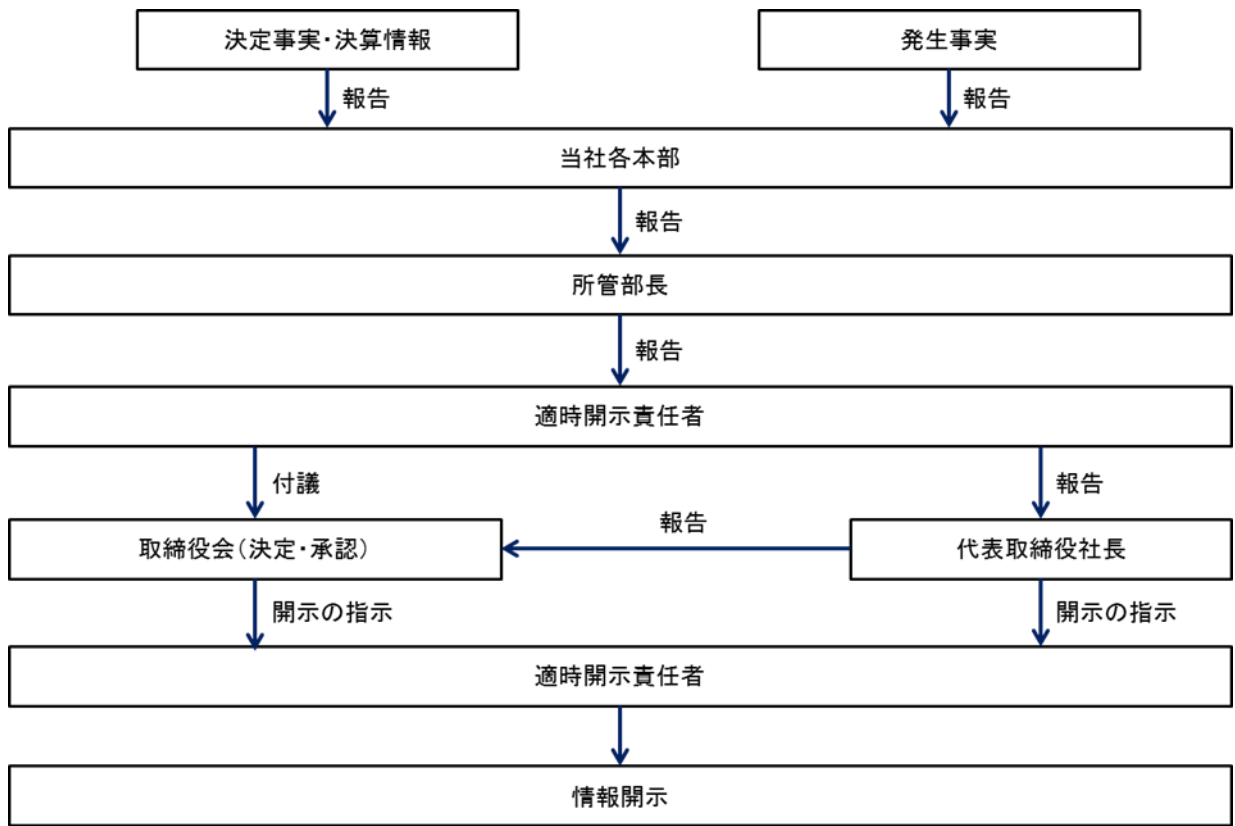 決定事実・決算情報
発生事実
報告
報告
当社各本部
報告
所管部長
報告
適時開示責任者
付議
報告
取締役会(決定・承認)
報告
代表取締役社長
開示の指示
開示の指示
適時開示責任者
情報開示